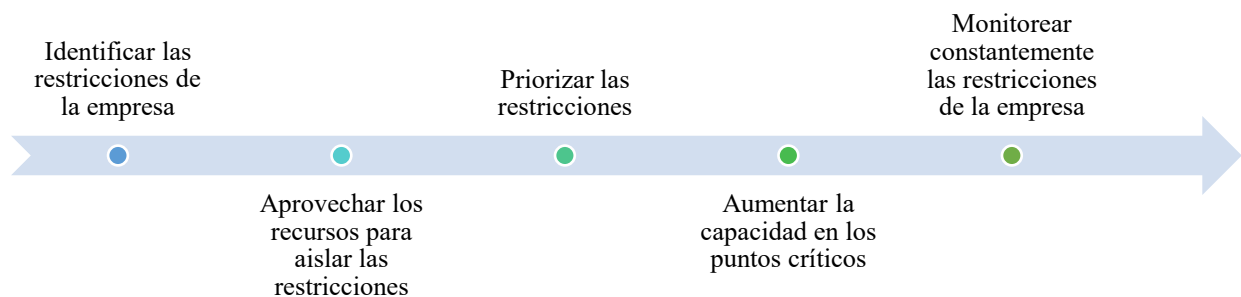 Identificar las
restricciones de
la empresa
Aprovechar los
recursos para
aislar las
restricciones
Priorizar las
restricciones
Aumentar la
capacidad en los
puntos críticos
Monitorear
constantemente
las restricciones
de la empresa